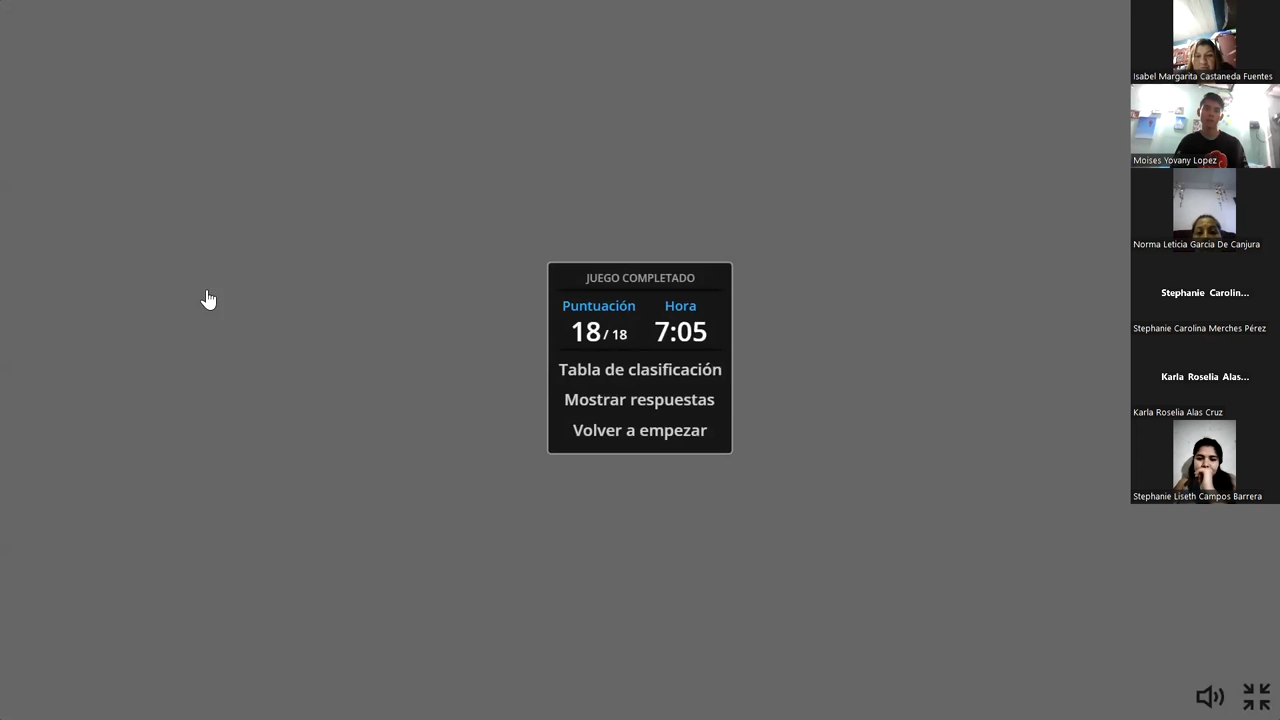 JUEGO COMPLETADO
Puntuación Hora
18 / 18 7:05
Tabla de clasificación
Mostrar respuestas
Volver a empezar
Isabel Margarita Castaneda Fuentes
Moises Yovany Lopez
Norma Leticia Garcia De Canjura
Stephanie Carolin...
Stephanie Carolina Merches Pérez
Karla Roselia Alas...
Karla Roselia Alas Cruz
Stephanie Liseth Campos Barrera